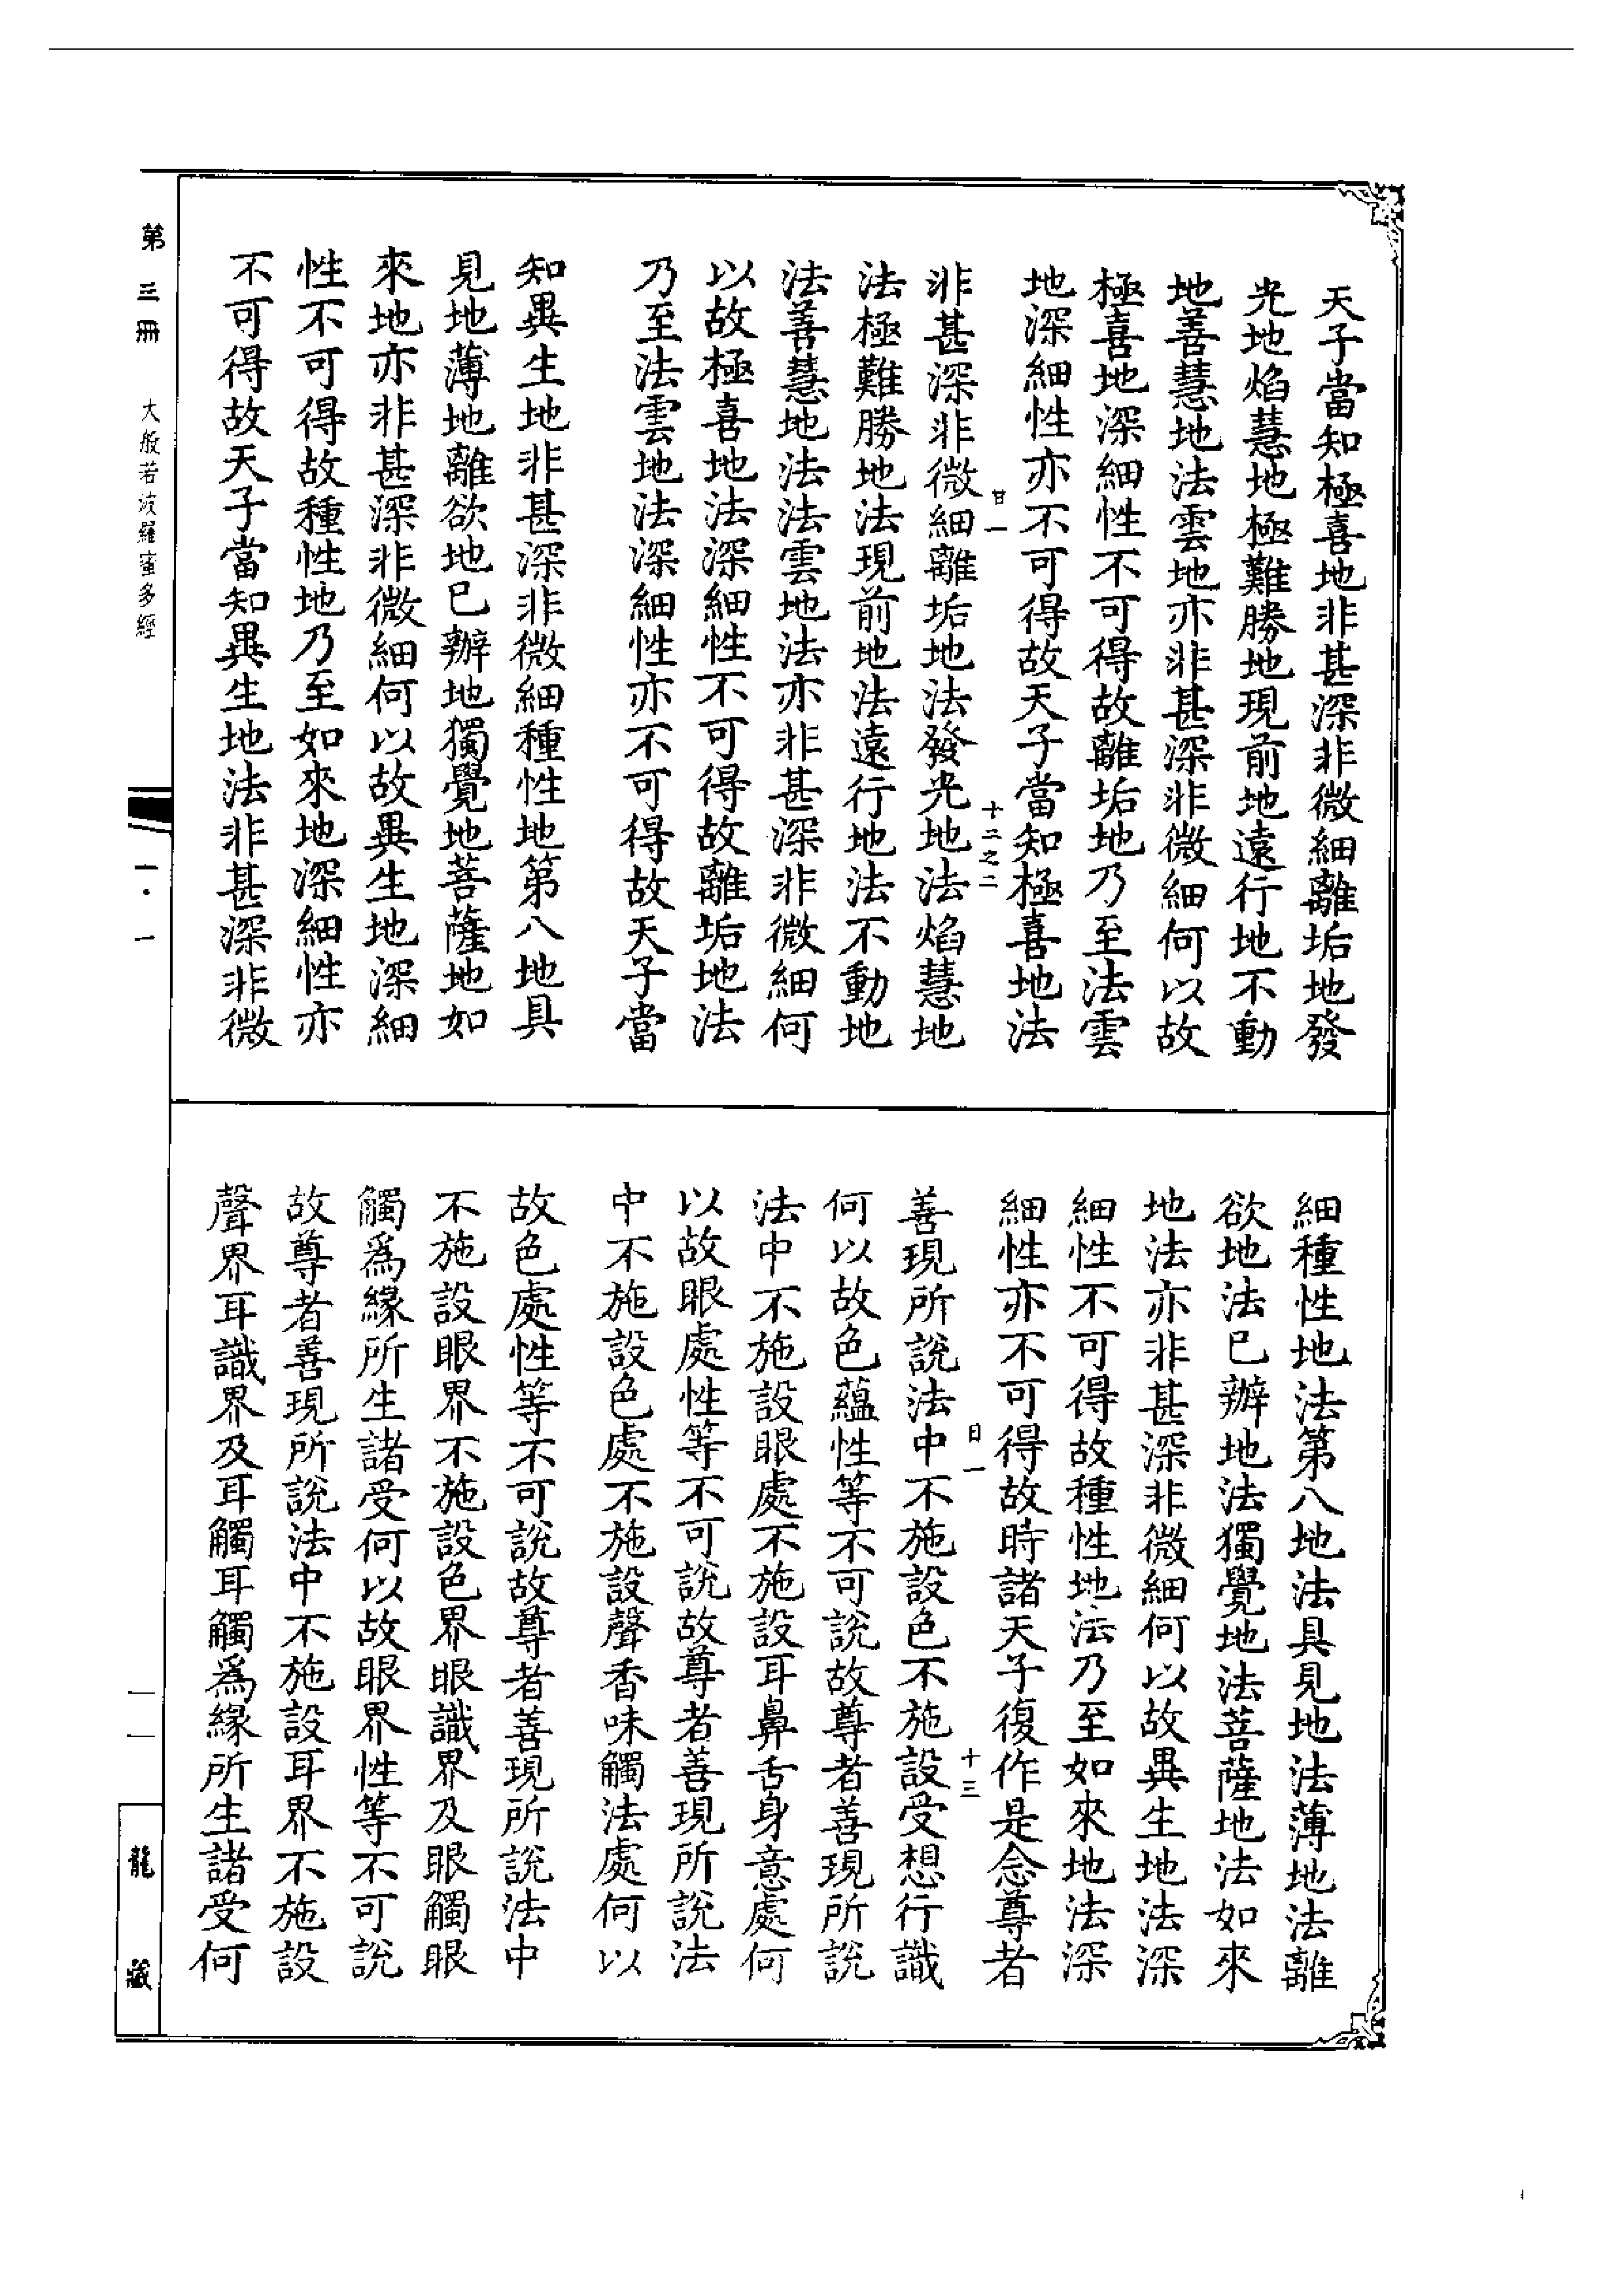 天子當知極喜地非甚深非微細離垢地發
光地焰慧地極難勝地現前地遠行地不動
地善慧地法雲地亦非甚深非微細何以故
極喜地深細性不可得故離垢地乃至法雲
地深細性亦不可得故天子當知極喜地法
甘一
十二之二
非甚深非微細離垢地法發光地法焰慧地
法極難勝地法現前地法遠行地法不動地
法善慧地法法雲地法亦非甚深非微細何
以故極喜地法深細性不可得故離垢地法
乃至法雲地法深細性亦不可得故天子當
知異生地非甚深非微細種性地第八地具
見地薄地離欲地已辦地獨覺地菩薩地如
來地亦非甚深非微細何以故異生地深細
性不可得故種性地乃至如來地深細性亦
不可得故天子當知異生地法非甚深非微
細種性地法第八地法具見地法薄地法離
欲地法已辦地法獨覺地法菩薩地法如來
地法亦非甚深非微細何以故異生地法深
細性不可得故種性地法乃至如來地法深
細性亦不可得故時諸天子復作是念尊者
日一
十三
善現所說法中不施設色不施設受想行識
何以故色蘊性等不可說故尊者善現所說
法中不施設眼處不施設耳鼻舌身意處何
以故眼處性等不可說故尊者善現所說法
中不施設色處不施設聲香味觸法處何以
故色處性等不可說故尊者善現所說法中
不施設眼界不施設色界眼識界及眼觸眼
觸爲緣所生諸受何以故眼界性等不可說
故尊者善現所說法中不施設耳界不施設
聲界耳識界及耳觸耳觸爲緣所生諸受何
第三冊
大般若波羅蜜多經
一·一
一一
龍藏